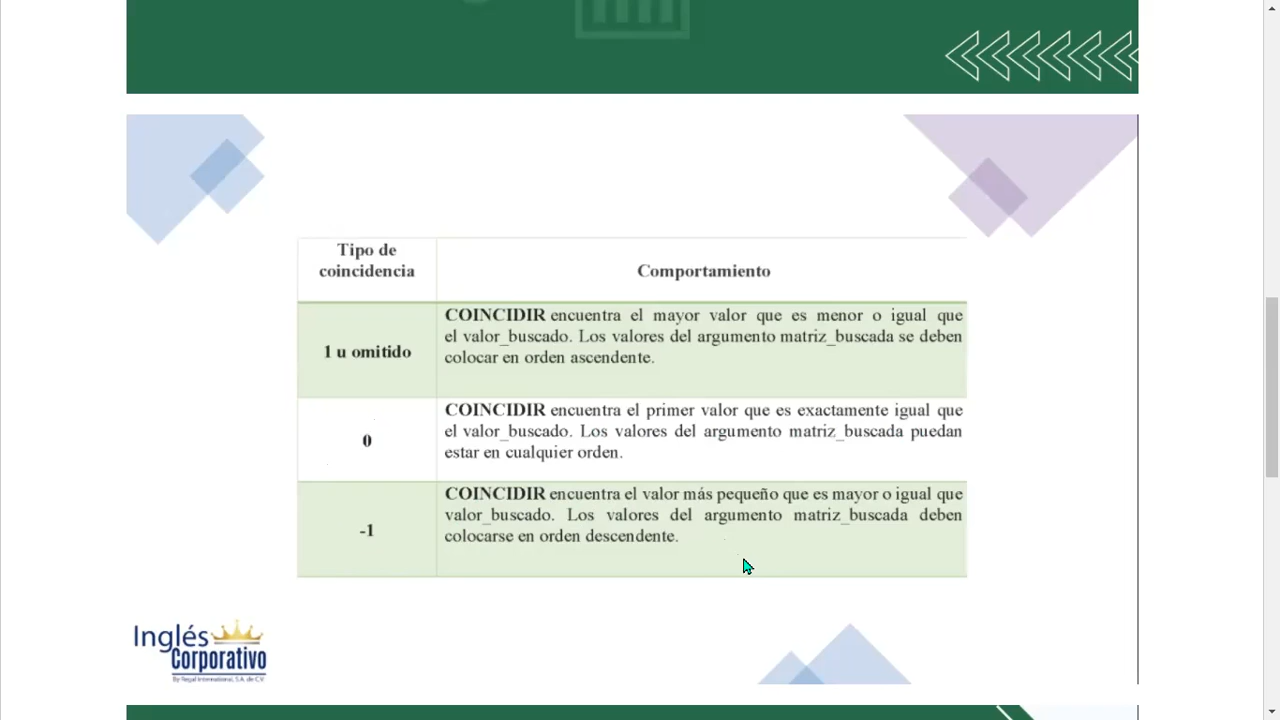 Tipo de
coincidencia
Comportamiento
1 u omitido
COINCIDIR encuentra el mayor valor que es menor o igual que
el valor_buscado. Los valores del argumento matriz_buscada se deben
colocar en orden ascendente.
0
COINCIDIR encuentra el primer valor que es exactamente igual que
el valor_buscado. Los valores del argumento matriz_buscada puedan
estar en cualquier orden.
-1
COINCIDIR encuentra el valor más pequeño que es mayor o igual que
valor_buscado. Los valores del argumento matriz_buscada deben
colocarse en orden descendente.
Inglés
Corporativo
By Regal International, S.A. de C.V.